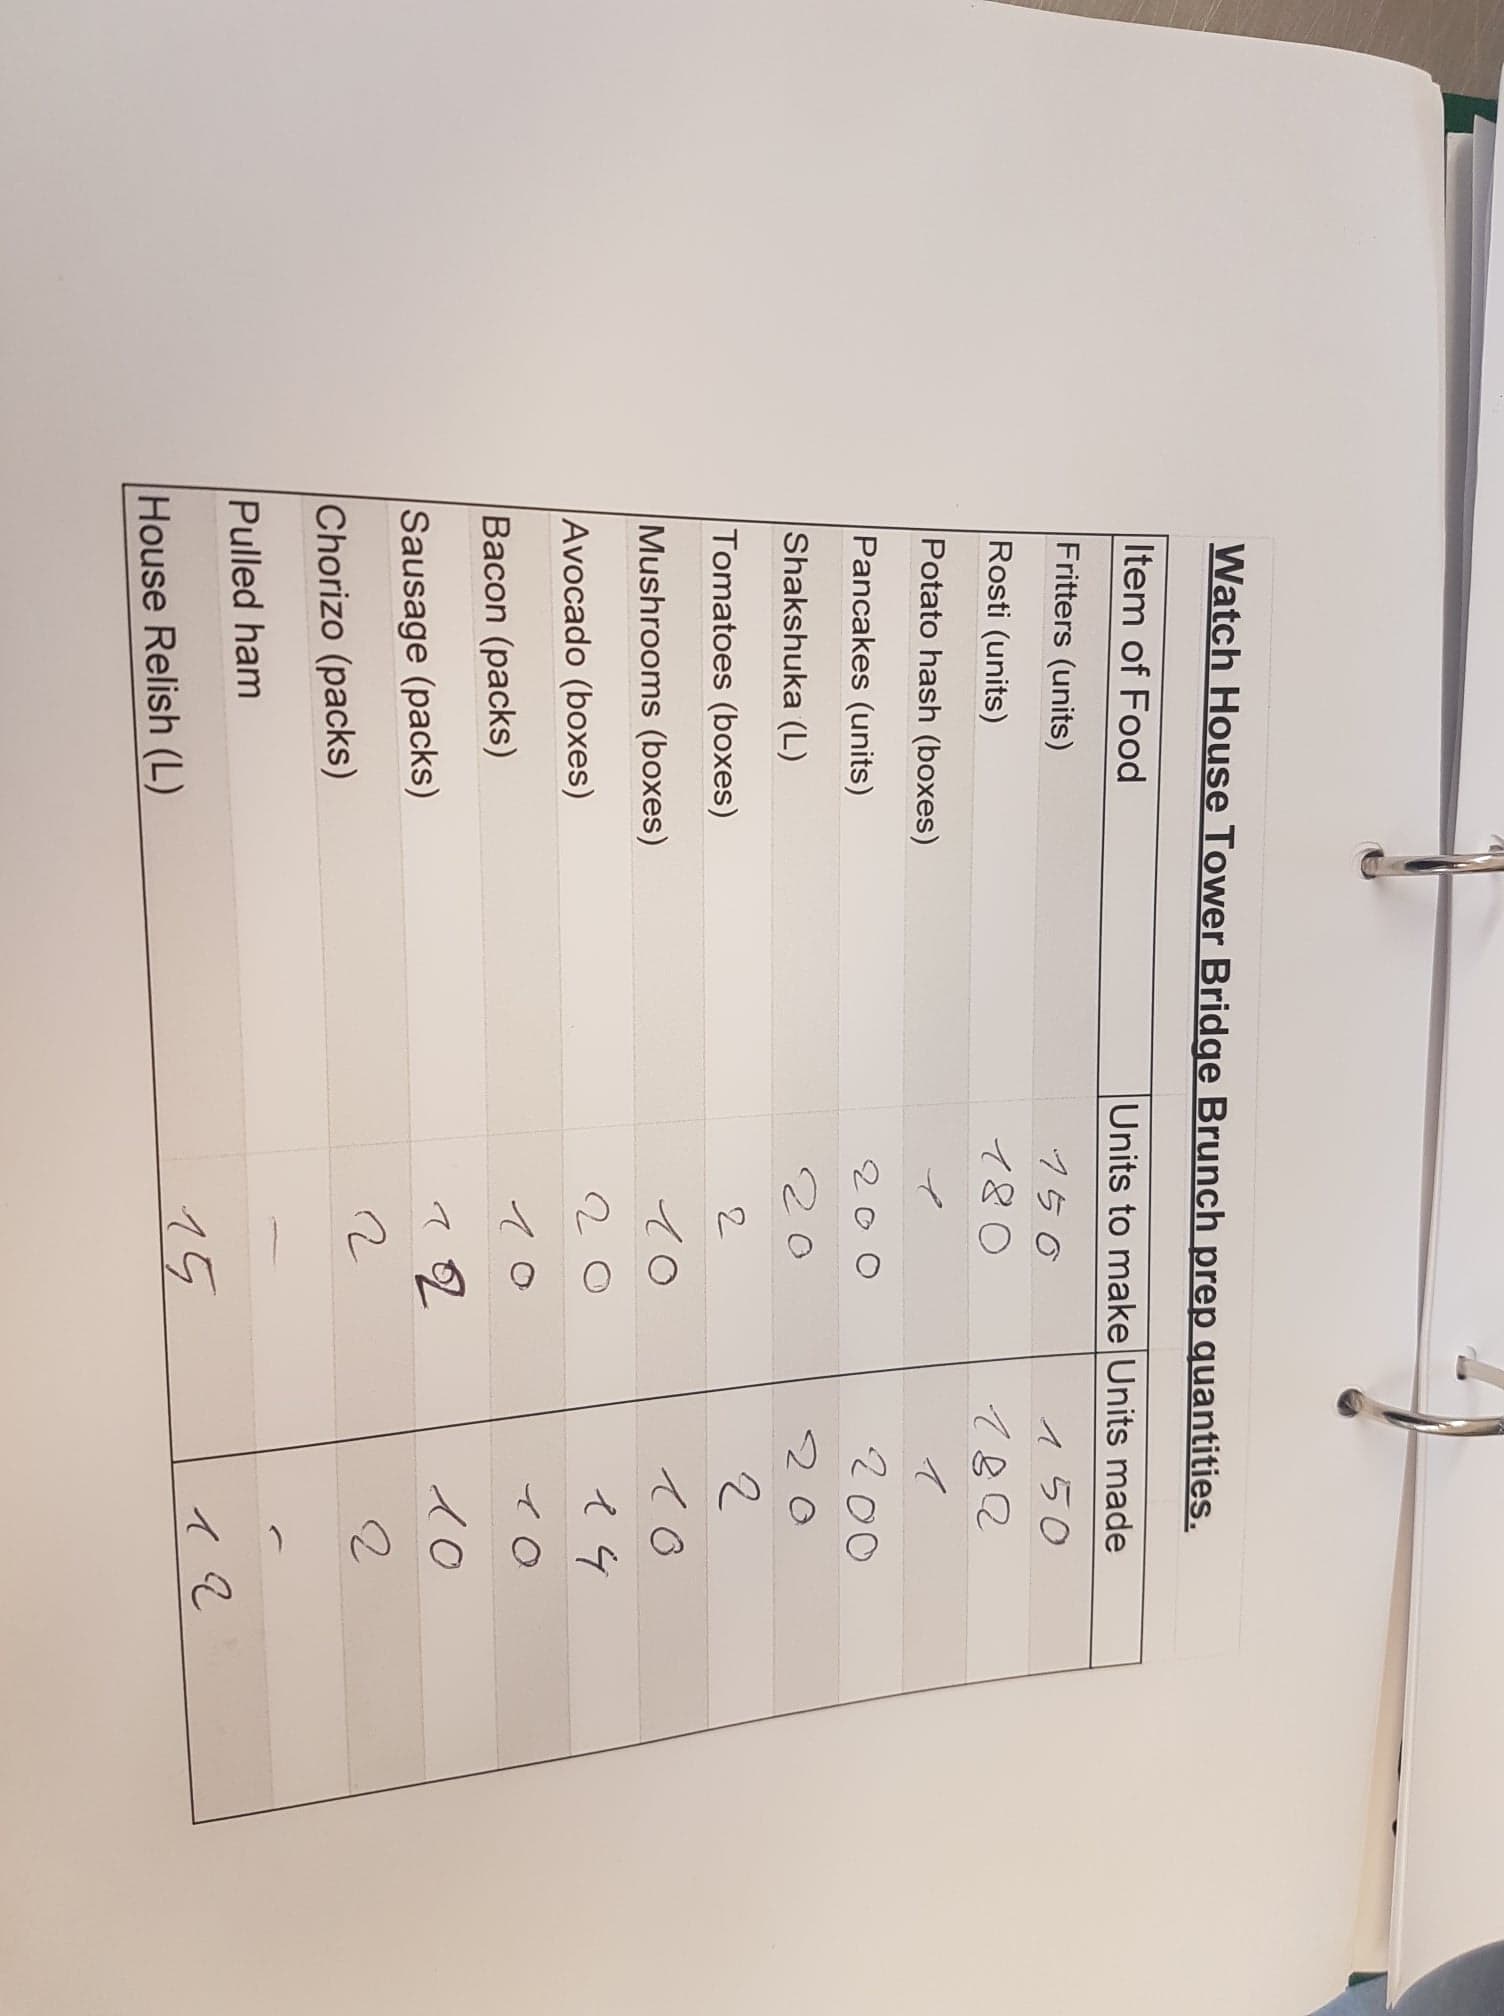 Watch House Tower Bridge Brunch prep quantities.
Item of Food Units to make Units made
Fritters (units) 150 150
Rosti (units) 180 182
Potato hash (boxes) 1 1
Pancakes (units) 200 200
Shakshuka (L) 20 20
Tomatoes (boxes) 2 2
Mushrooms (boxes) 10 10
Avocado (boxes) 20 14
Bacon (packs) 10 10
Sausage (packs) 12 10
Chorizo (packs) 2 2
Pulled ham - -
House Relish (L) 15 12